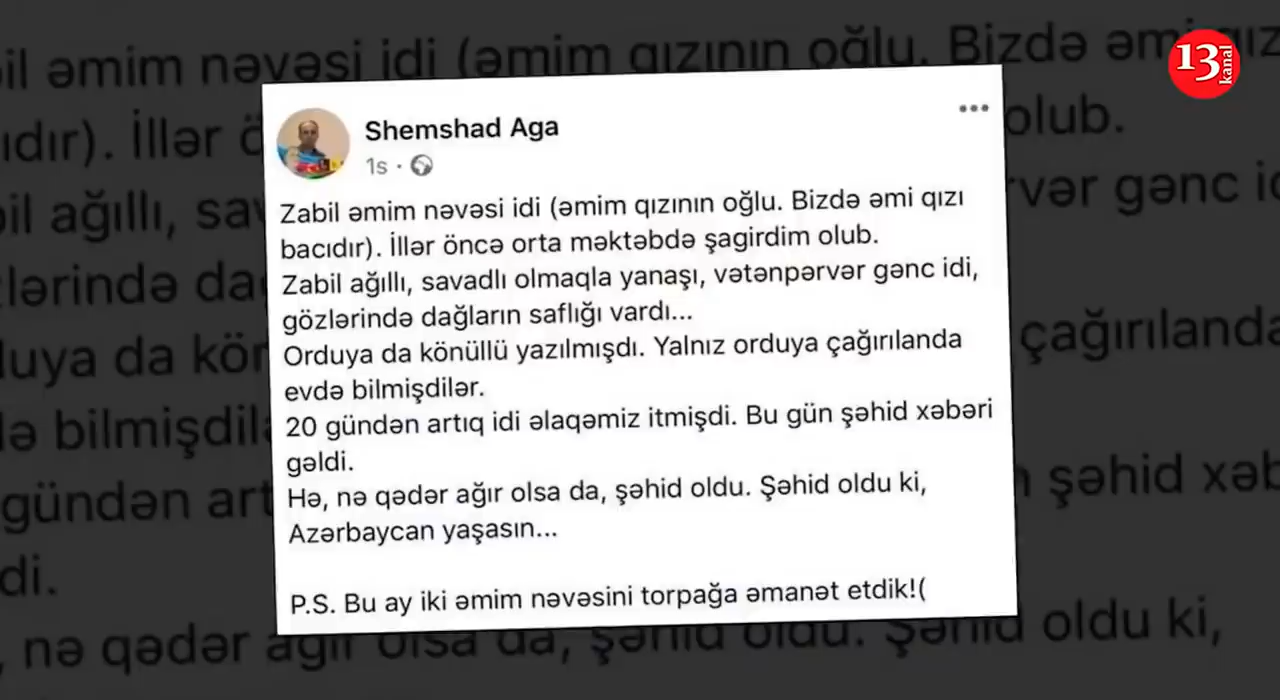 13
kanal
Shemshad Aga
1s ·
Zabil əmim nəvəsi idi (əmim qızının oğlu. Bizdə əmi qızı
bacıdır). İllər öncə orta məktəbdə şagirdim olub.
Zabil ağıllı, savadlı olmaqla yanaşı, vətənpərvər gənc idi,
gözlərində dağların saflığı vardı...
Orduya da könüllü yazılmışdı. Yalnız orduya çağırılanda
evdə bilmişdilər.
20 gündən artıq idi əlaqəmiz itmişdi. Bu gün şəhid xəbəri
gəldi.
Hə, nə qədər ağır olsa da, şəhid oldu. Şəhid oldu ki,
Azərbaycan yaşasın...
P.S. Bu ay iki əmim nəvəsini torpağa əmanət etdik!(